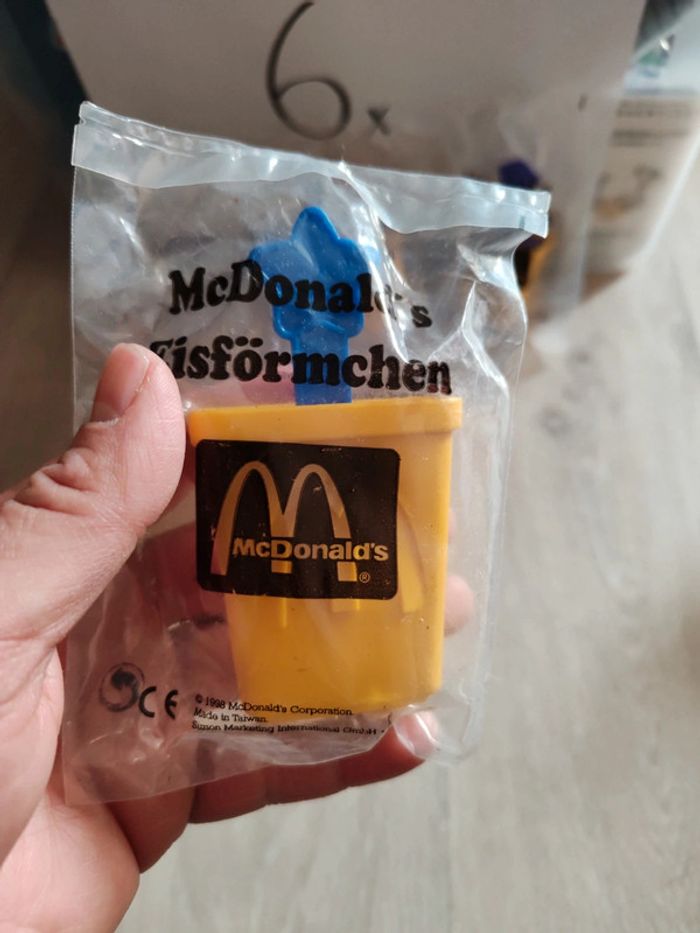 6x
McDonald's
Eisförmchen
McDonald's
®
CE
© 1998 McDonald's Corporation
Made in Taiwan
Simon Marketing International GmbH